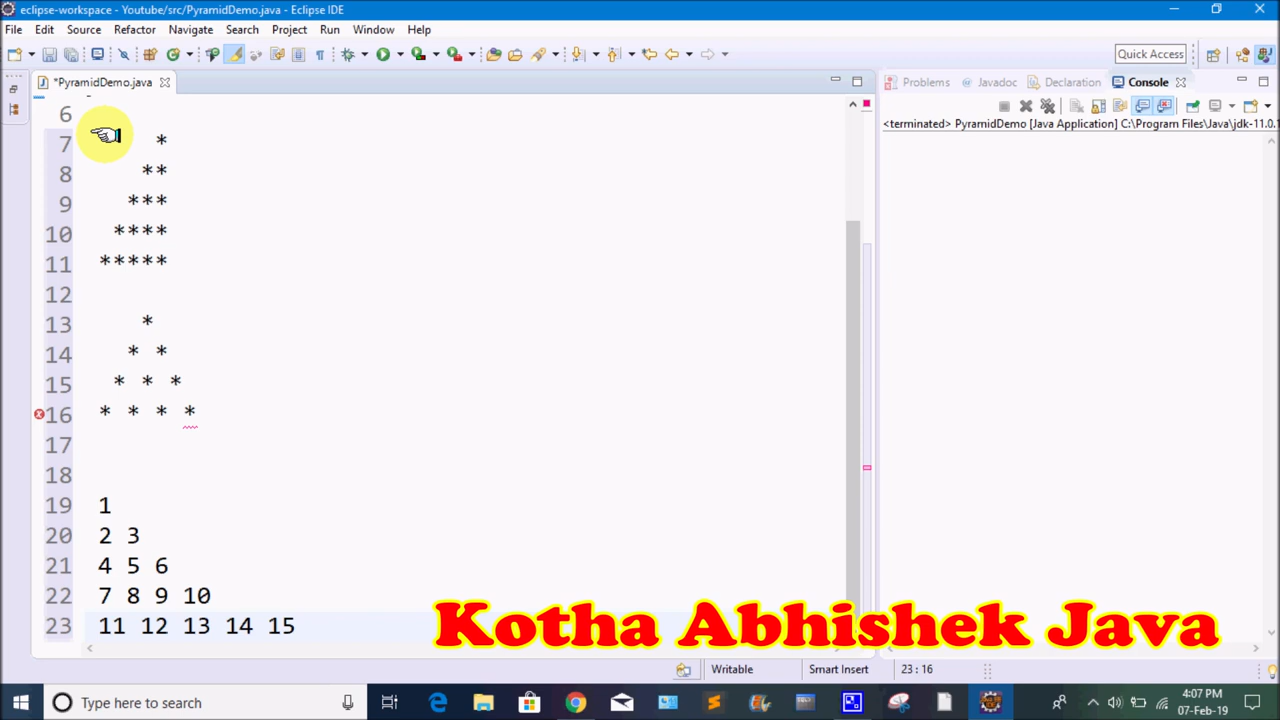 eclipse-workspace - Youtube/src/PyramidDemo.java - Eclipse IDE
File Edit Source Refactor Navigate Search Project Run Window Help
Quick Access
*PyramidDemo.java
Problems Javadoc Declaration Console
<terminated> PyramidDemo [Java Application] C:\Program Files\Java\jdk-11.0.1
6
7 *
8 **
9 ***
10 ****
11 *****
12
13 *
14 * *
15 * * *
16 * * * *
17
18
19 1
20 2 3
21 4 5 6
22 7 8 9 10
23 11 12 13 14 15
Kotha Abhishek Java
Writable Smart Insert 23 : 16
Type here to search
4:07 PM
07-Feb-19